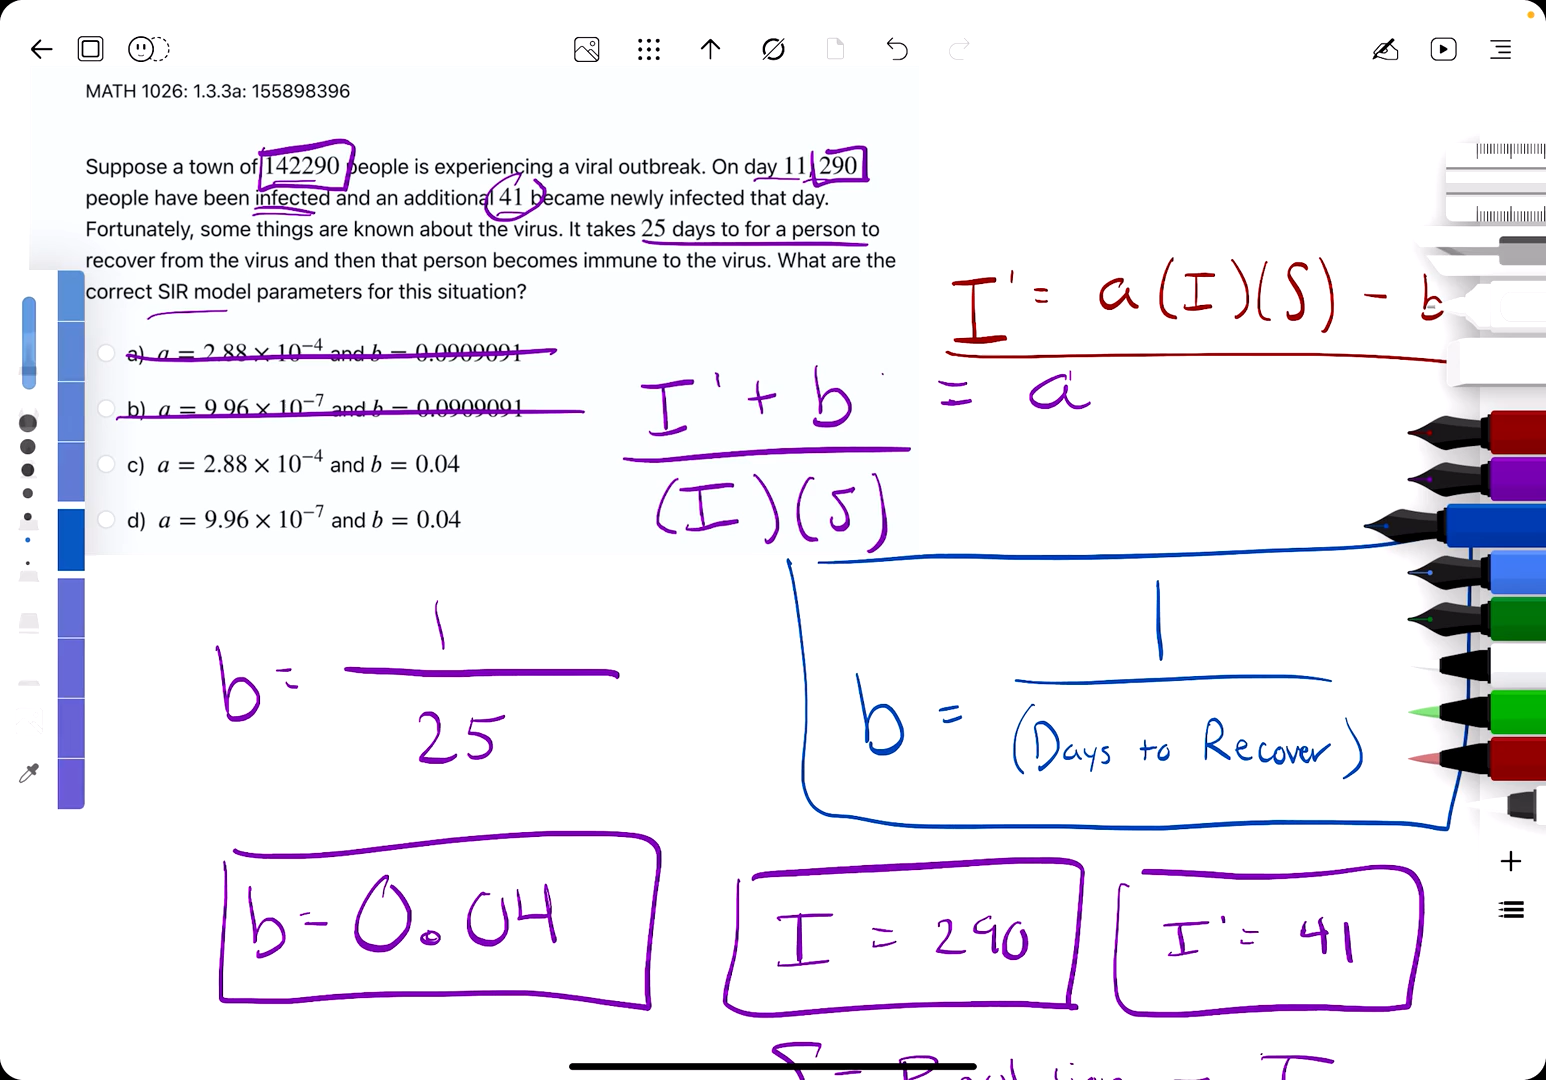 MATH 1026: 1.3.3a: 155898396
Suppose a town of 142290 people is experiencing a viral outbreak. On day 11, 290
people have been infected and an additional 41 became newly infected that day.
Fortunately, some things are known about the virus. It takes 25 days to for a person to
recover from the virus and then that person becomes immune to the virus. What are the
correct SIR model parameters for this situation?
a) a = 2.88 × 10⁻⁴ and b = 0.0909091
b) a = 9.96 × 10⁻⁷ and b = 0.0909091
c) a = 2.88 × 10⁻⁴ and b = 0.04
d) a = 9.96 × 10⁻⁷ and b = 0.04
I' = a(I)(S) - b
I' + b = a
(I)(S)
b = 1
25
b = 1
(Days to Recover)
b = 0.04
I = 290
I' = 41